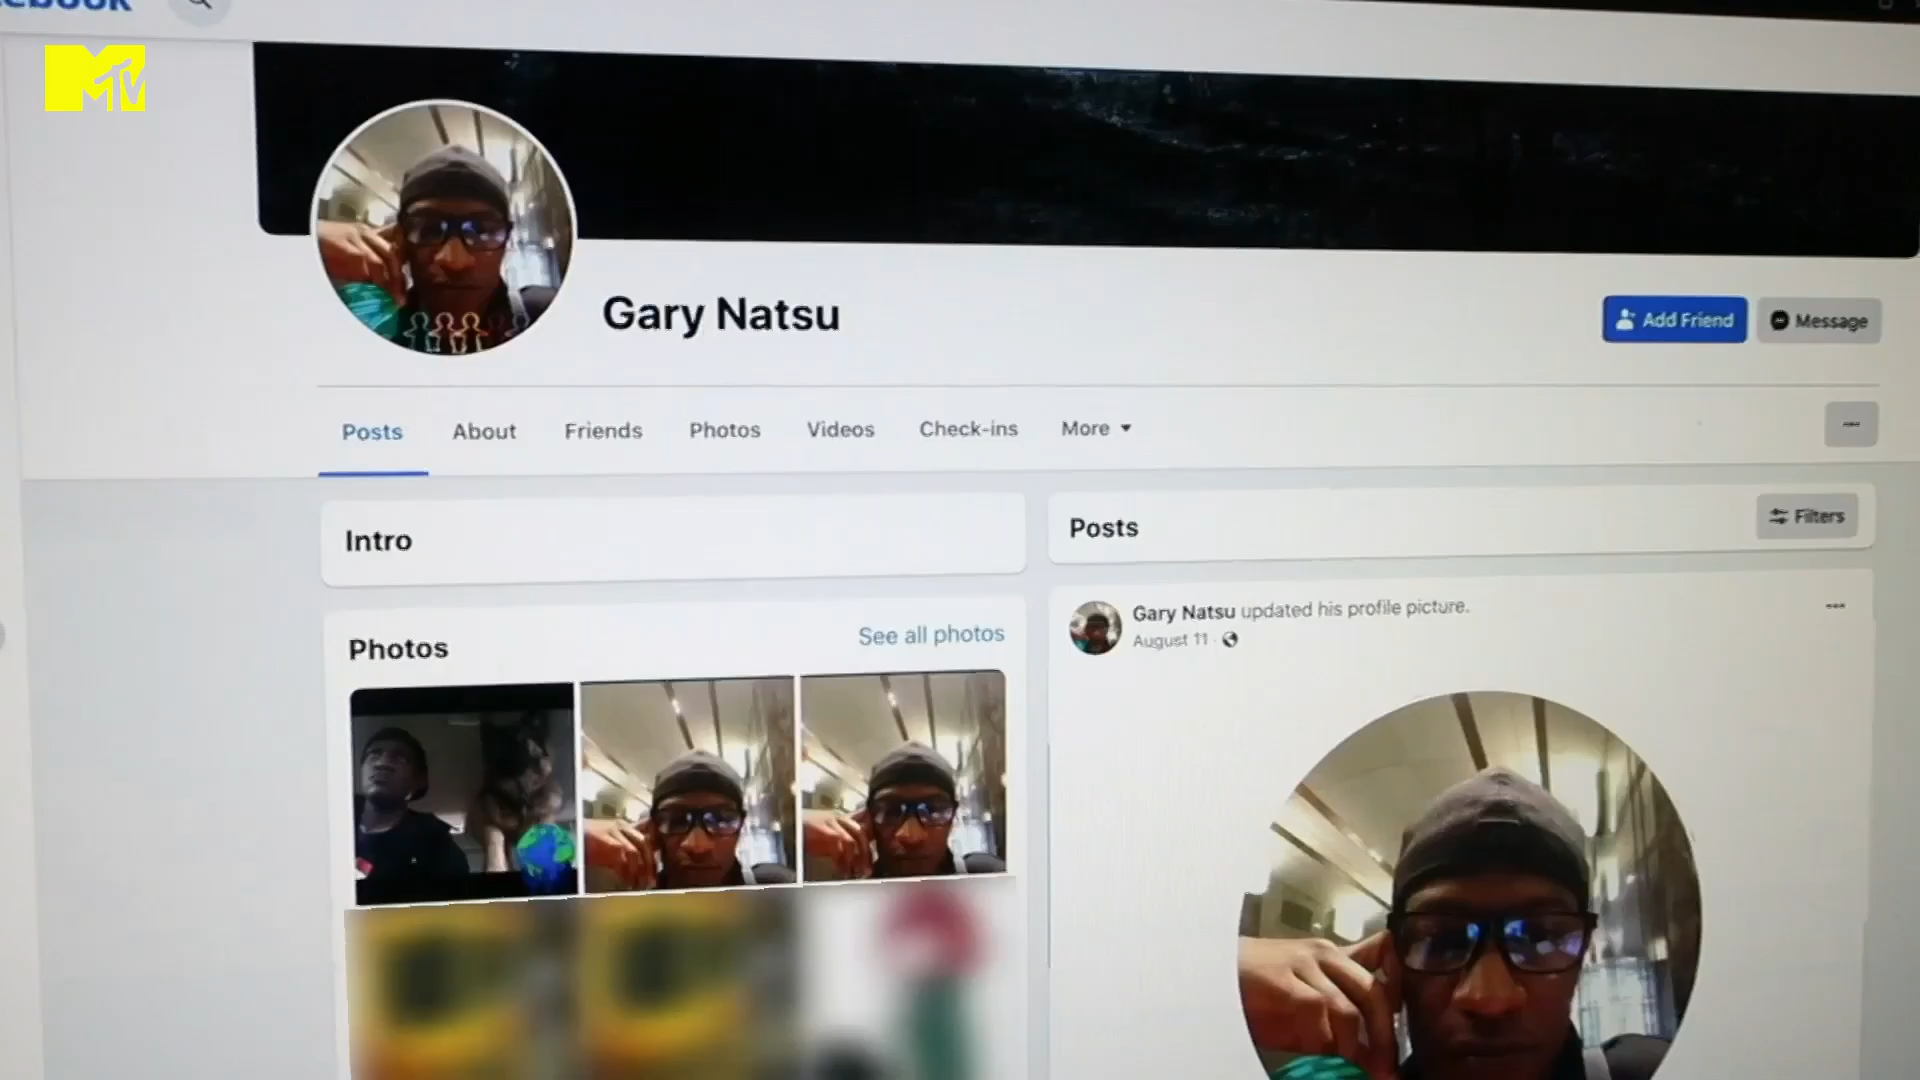 MTV
Gary Natsu
Add Friend
Message
Posts
About
Friends
Photos
Videos
Check-ins
More
Intro
Posts
Filters
Photos
See all photos
Gary Natsu updated his profile picture.
August 11 ·